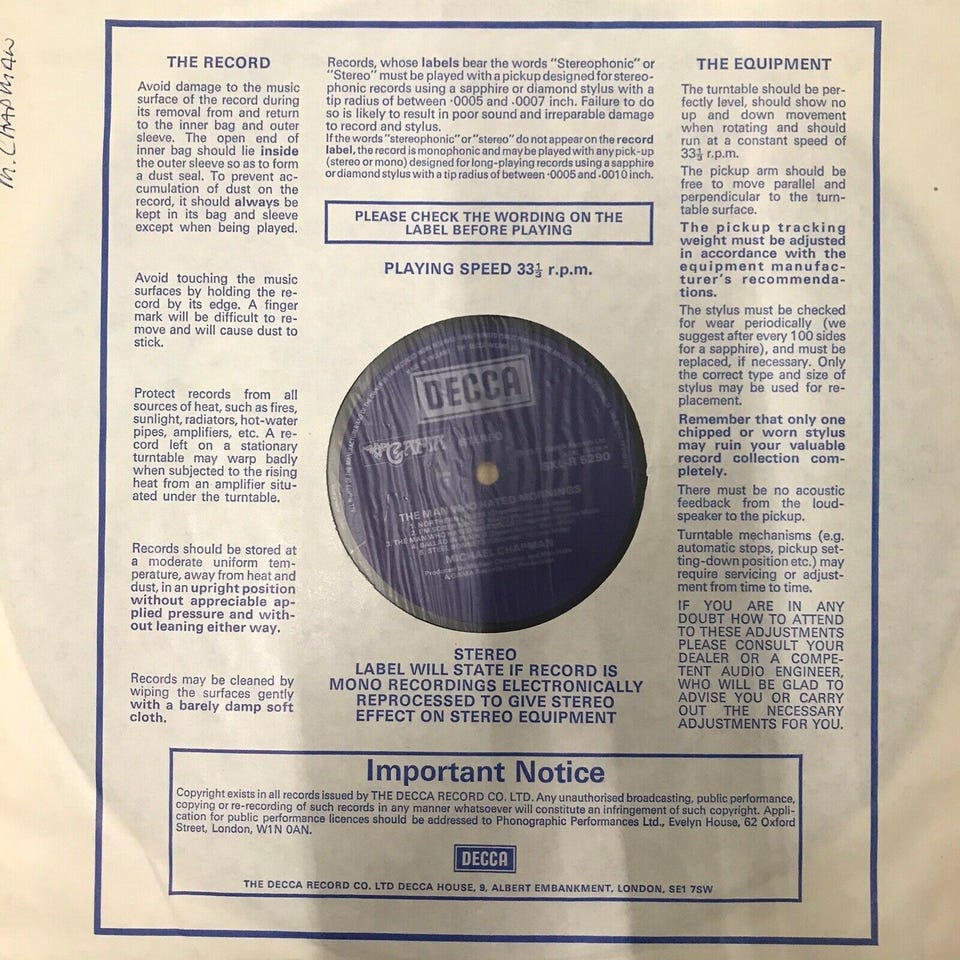 M. CHAPMAN
THE RECORD
Avoid damage to the music
surface of the record during
its removal from and return
to the inner bag and outer
sleeve. The open end of
inner bag should lie inside
the outer sleeve so as to form
a dust seal. To prevent ac-
cumulation of dust on the
record, it should always be
kept in its bag and sleeve
except when being played.
Avoid touching the music
surfaces by holding the re-
cord by its edge. A finger
mark will be difficult to re-
move and will cause dust to
stick.
Protect records from all
sources of heat, such as fires,
sunlight, radiators, hot-water
pipes, amplifiers, etc. A re-
cord left on a stationary
turntable may warp badly
when subjected to the rising
heat from an amplifier situ-
ated under the turntable.
Records should be stored at
a moderate uniform tem-
perature, away from heat and
dust, in an upright position
without appreciable ap-
plied pressure and with-
out leaning either way.
Records may be cleaned by
wiping the surfaces gently
with a barely damp soft
cloth.
Records, whose labels bear the words "Stereophonic" or
"Stereo" must be played with a pickup designed for stereo-
phonic records using a sapphire or diamond stylus with a
tip radius of between ·0005 and .0007 inch. Failure to do
so is likely to result in poor sound and irreparable damage
to record and stylus.
If the words "stereophonic" or "stereo" do not appear on the record
label, the record is monophonic and may be played with any pick-up
(stereo or mono) designed for long-playing records using a sapphire
or diamond stylus with a tip radius of between ·0005 and .0010 inch.
PLEASE CHECK THE WORDING ON THE
LABEL BEFORE PLAYING
PLAYING SPEED 33⅓ r.p.m.
DECCA
STEREO
SKL-R 5290
THE MAN WHO HATED MORNINGS
MICHAEL CHAPMAN
STEREO
LABEL WILL STATE IF RECORD IS
MONO RECORDINGS ELECTRONICALLY
REPROCESSED TO GIVE STEREO
EFFECT ON STEREO EQUIPMENT
THE EQUIPMENT
The turntable should be per-
fectly level, should show no
up and down movement
when rotating and should
run at a constant speed of
33⅓ r.p.m.
The pickup arm should be
free to move parallel and
perpendicular to the turn-
table surface.
The pickup tracking
weight must be adjusted
in accordance with the
equipment manufac-
turer's recommenda-
tions.
The stylus must be checked
for wear periodically (we
suggest after every 100 sides
for a sapphire), and must be
replaced, if necessary. Only
the correct type and size of
stylus may be used for re-
placement.
Remember that only one
chipped or worn stylus
may ruin your valuable
record collection com-
pletely.
There must be no acoustic
feedback from the loud-
speaker to the pickup.
Turntable mechanisms (e.g.
automatic stops, pickup set-
ting-down position etc.) may
require servicing or adjust-
ment from time to time.
IF YOU ARE IN ANY
DOUBT HOW TO ATTEND
TO THESE ADJUSTMENTS
PLEASE CONSULT YOUR
DEALER OR A COMPE-
TENT AUDIO ENGINEER,
WHO WILL BE GLAD TO
ADVISE YOU OR CARRY
OUT THE NECESSARY
ADJUSTMENTS FOR YOU.
Important Notice
Copyright exists in all records issued by THE DECCA RECORD CO. LTD. Any unauthorised broadcasting, public performance,
copying or re-recording of such records in any manner whatsoever will constitute an infringement of such copyright. Appli-
cation for public performance licences should be addressed to Phonographic Performances Ltd., Evelyn House, 62 Oxford
Street, London, W1N 0AN.
DECCA
THE DECCA RECORD CO. LTD DECCA HOUSE, 9, ALBERT EMBANKMENT, LONDON, SE1 7SW